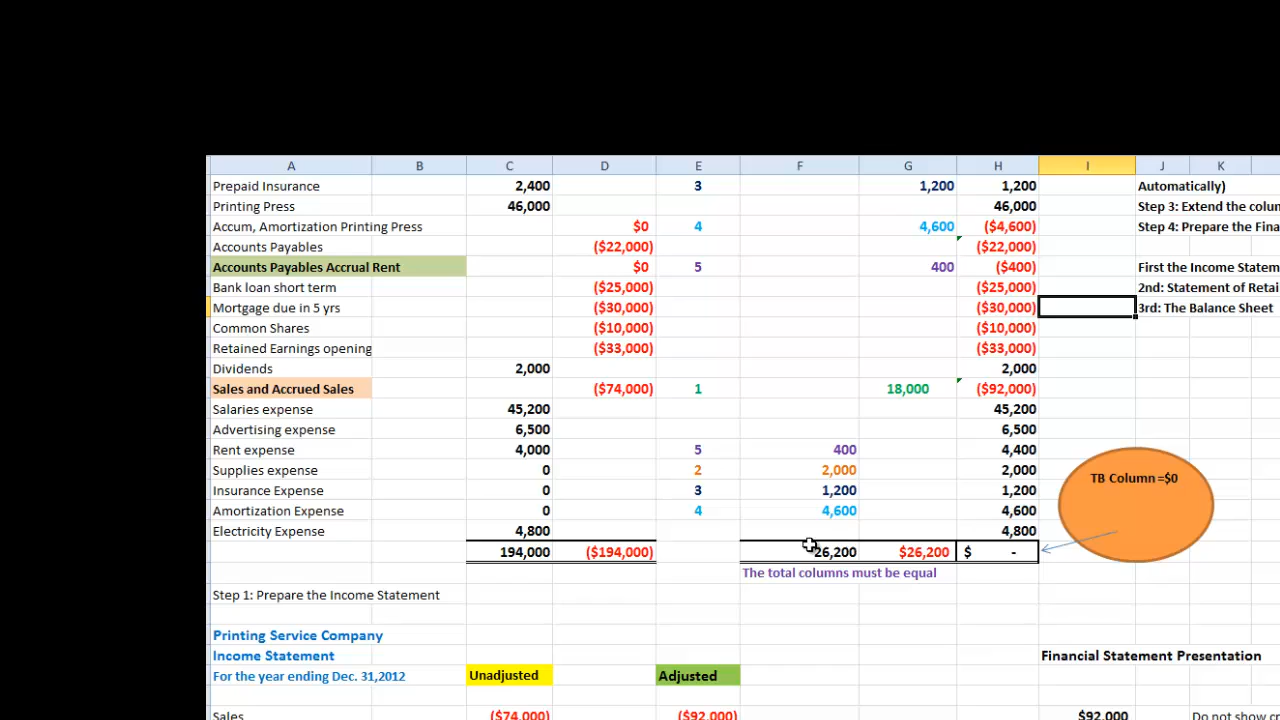 A B C D E F G H I J K
Prepaid Insurance 2,400 3 1,200 1,200 Automatically)
Printing Press 46,000 46,000 Step 3: Extend the colum
Accum, Amortization Printing Press $0 4 4,600 ($4,600) Step 4: Prepare the Fina
Accounts Payables ($22,000) ($22,000)
Accounts Payables Accrual Rent $0 5 400 ($400) First the Income Statem
Bank loan short term ($25,000) ($25,000) 2nd: Statement of Retai
Mortgage due in 5 yrs ($30,000) ($30,000) 3rd: The Balance Sheet
Common Shares ($10,000) ($10,000)
Retained Earnings opening ($33,000) ($33,000)
Dividends 2,000 2,000
Sales and Accrued Sales ($74,000) 1 18,000 ($92,000)
Salaries expense 45,200 45,200
Advertising expense 6,500 6,500
Rent expense 4,000 5 400 4,400
Supplies expense 0 2 2,000 2,000 TB Column =$0
Insurance Expense 0 3 1,200 1,200
Amortization Expense 0 4 4,600 4,600
Electricity Expense 4,800 4,800
194,000 ($194,000) 26,200 $26,200 $ -
The total columns must be equal
Step 1: Prepare the Income Statement
Printing Service Company
Income Statement Financial Statement Presentation
For the year ending Dec. 31,2012 Unadjusted Adjusted
Sales ($74,000) ($92,000) $92,000 Do not show cr